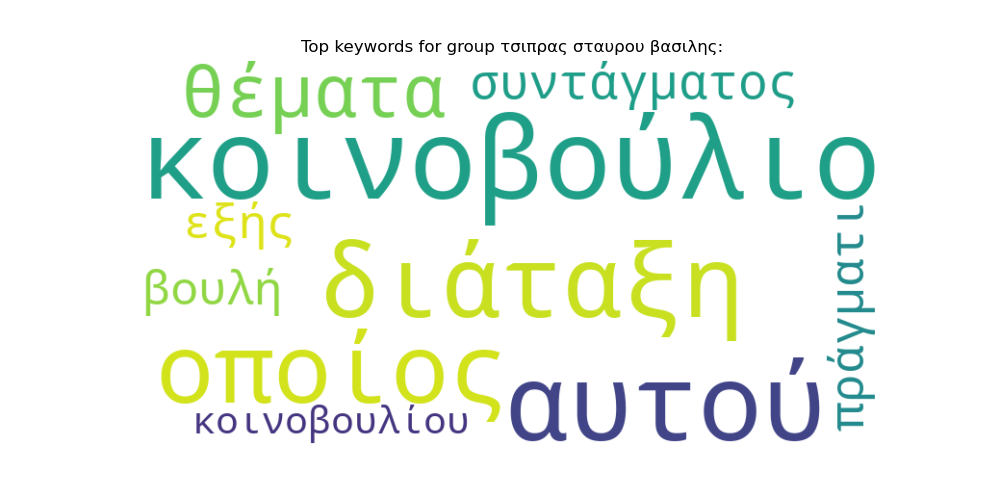 Top keywords for group τσιπρας σταυρου βασιλης:
θέματα
συντάγματος
κοινοβούλιο
εξής
πράγματι
διάταξη
βουλή
οποίος
αυτού
κοινοβουλίου